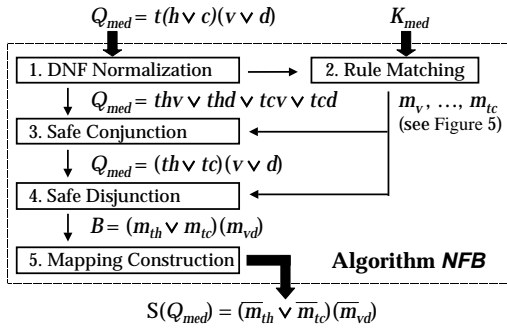 Q_med = t(h ∨ c)(v ∨ d) K_med
1. DNF Normalization
2. Rule Matching
Q_med = thv ∨ thd ∨ tcv ∨ tcd
m_v, …, m_tc
(see Figure 5)
3. Safe Conjunction
Q_med = (th ∨ tc)(v ∨ d)
4. Safe Disjunction
B = (m_th ∨ m_tc)(m_vd)
5. Mapping Construction
Algorithm NFB
S(Q_med) = (m̅_th ∨ m̅_tc)(m̅_vd)